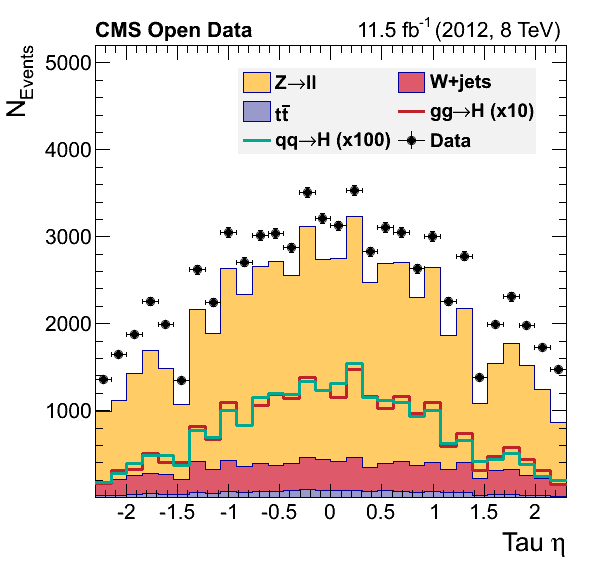 CMS Open Data 11.5 fb⁻¹ (2012, 8 TeV)
N_Events
5000
4000
3000
2000
1000
Z→ll W+jets
tt̄ gg→H (x10)
qq→H (x100) Data
-2 -1.5 -1 -0.5 0 0.5 1 1.5 2
Tau η